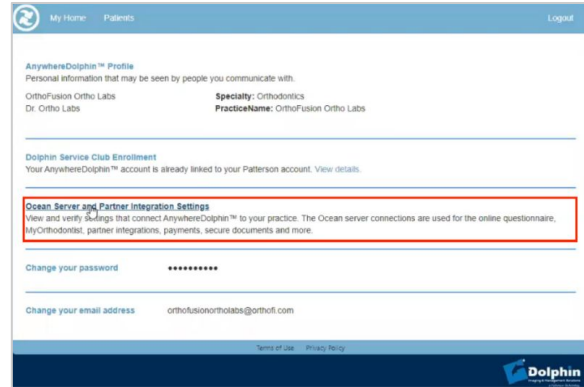 My Home Patients Logout
AnywhereDolphin™ Profile
Personal information that may be seen by people you communicate with.
OrthoFusion Ortho Labs Specialty: Orthodontics
Dr. Ortho Labs PracticeName: OrthoFusion Ortho Labs
Dolphin Service Club Enrollment
Your AnywhereDolphin™ account is already linked to your Patterson account. View details.
Ocean Server and Partner Integration Settings
View and verify settings that connect AnywhereDolphin™ to your practice. The Ocean server connections are used for the online questionnaire,
MyOrthodontist, partner integrations, payments, secure documents and more.
Change your password ••••••••••
Change your email address orthofusionortholabs@orthofi.com
Terms of Use Privacy Policy
Dolphin